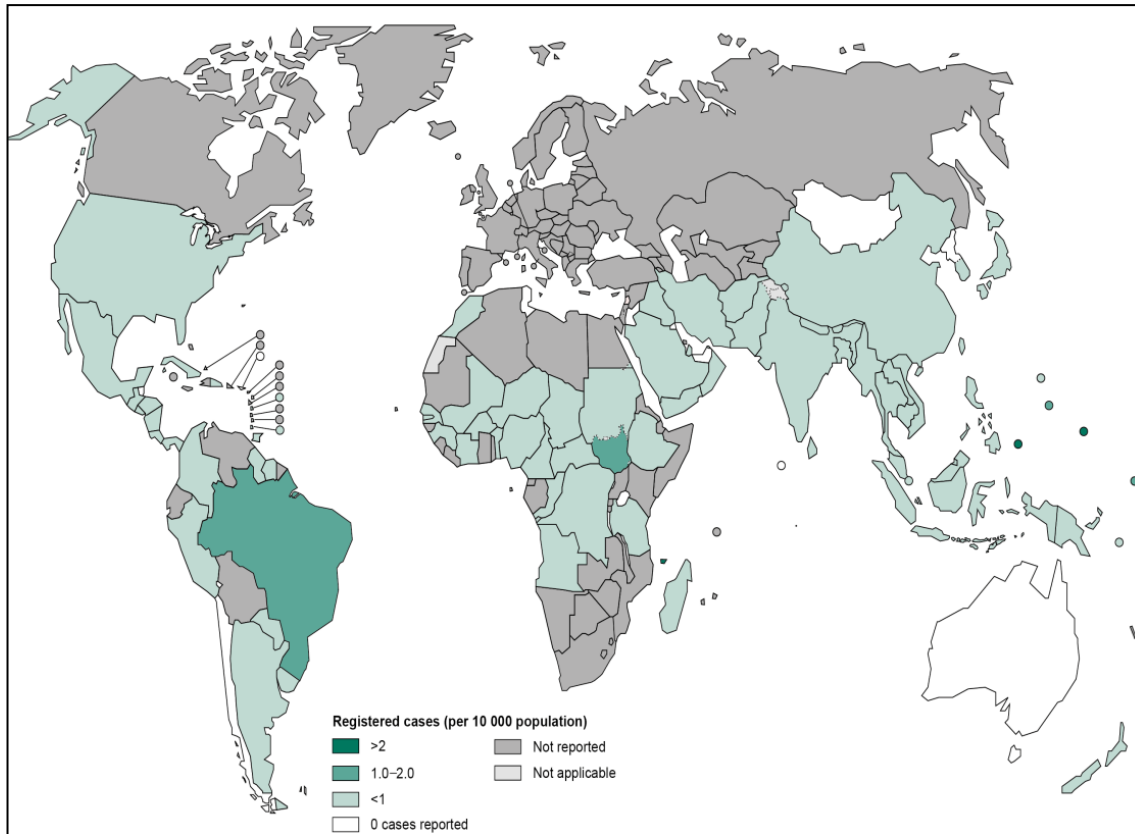 Registered cases (per 10 000 population)
>2
1.0–2.0
<1
0 cases reported
Not reported
Not applicable